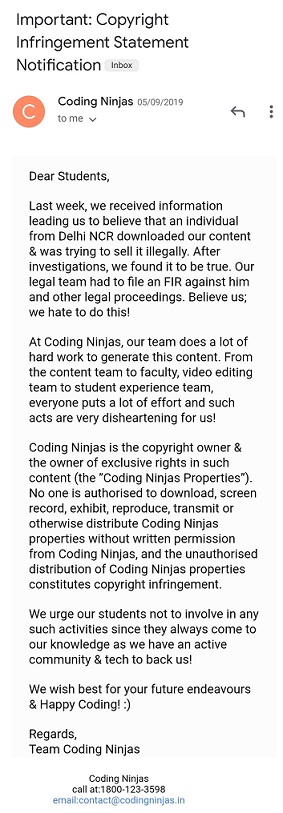 Important: Copyright
Infringement Statement
Notification Inbox
C
Coding Ninjas 05/09/2019
to me
Dear Students,
Last week, we received information
leading us to believe that an individual
from Delhi NCR downloaded our content
& was trying to sell it illegally. After
investigations, we found it to be true. Our
legal team had to file an FIR against him
and other legal proceedings. Believe us;
we hate to do this!
At Coding Ninjas, our team does a lot of
hard work to generate this content. From
the content team to faculty, video editing
team to student experience team,
everyone puts a lot of effort and such
acts are very disheartening for us!
Coding Ninjas is the copyright owner &
the owner of exclusive rights in such
content (the "Coding Ninjas Properties").
No one is authorised to download, screen
record, exhibit, reproduce, transmit or
otherwise distribute Coding Ninjas
properties without written permission
from Coding Ninjas, and the unauthorised
distribution of Coding Ninjas properties
constitutes copyright infringement.
We urge our students not to involve in any
such activities since they always come to
our knowledge as we have an active
community & tech to back us!
We wish best for your future endeavours
& Happy Coding! :)
Regards,
Team Coding Ninjas
Coding Ninjas
call at:1800-123-3598
email:contact@codingninjas.in